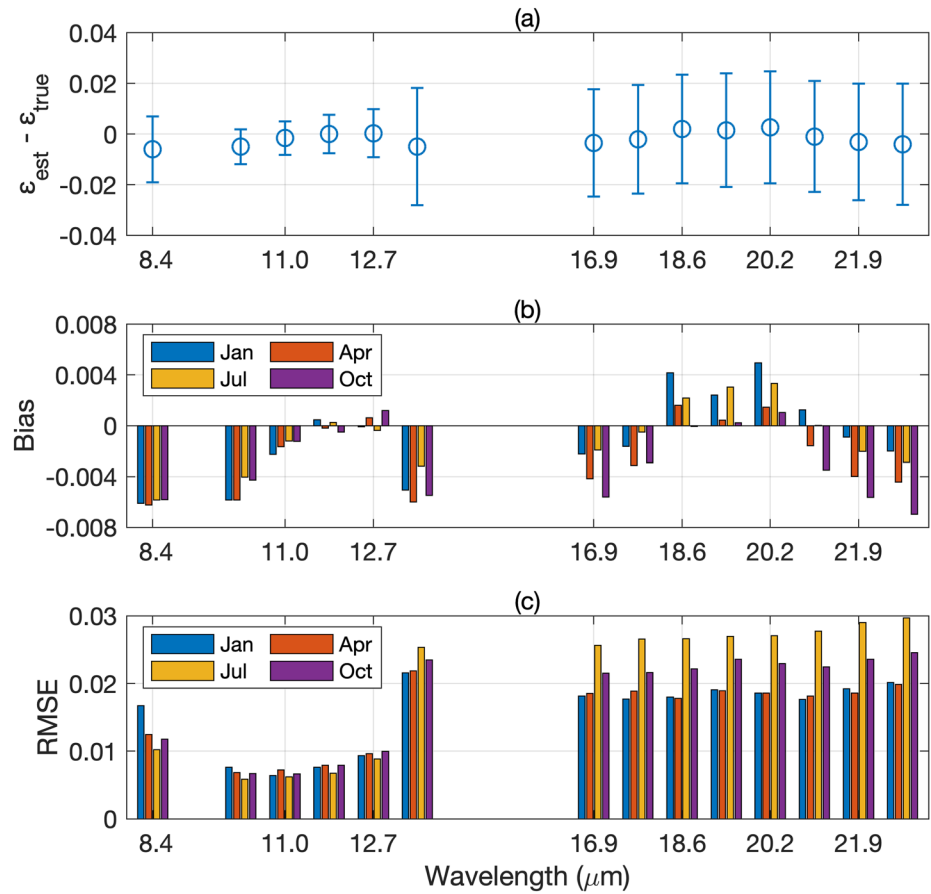 (a)
0.04
0.02
0
-0.02
-0.04
ε_est - ε_true
8.4 11.0 12.7 16.9 18.6 20.2 21.9
(b)
0.008
0.004
0
-0.004
-0.008
Bias
Jan Apr
Jul Oct
8.4 11.0 12.7 16.9 18.6 20.2 21.9
(c)
0.03
0.02
0.01
0
RMSE
Jan Apr
Jul Oct
8.4 11.0 12.7 16.9 18.6 20.2 21.9
Wavelength (μm)